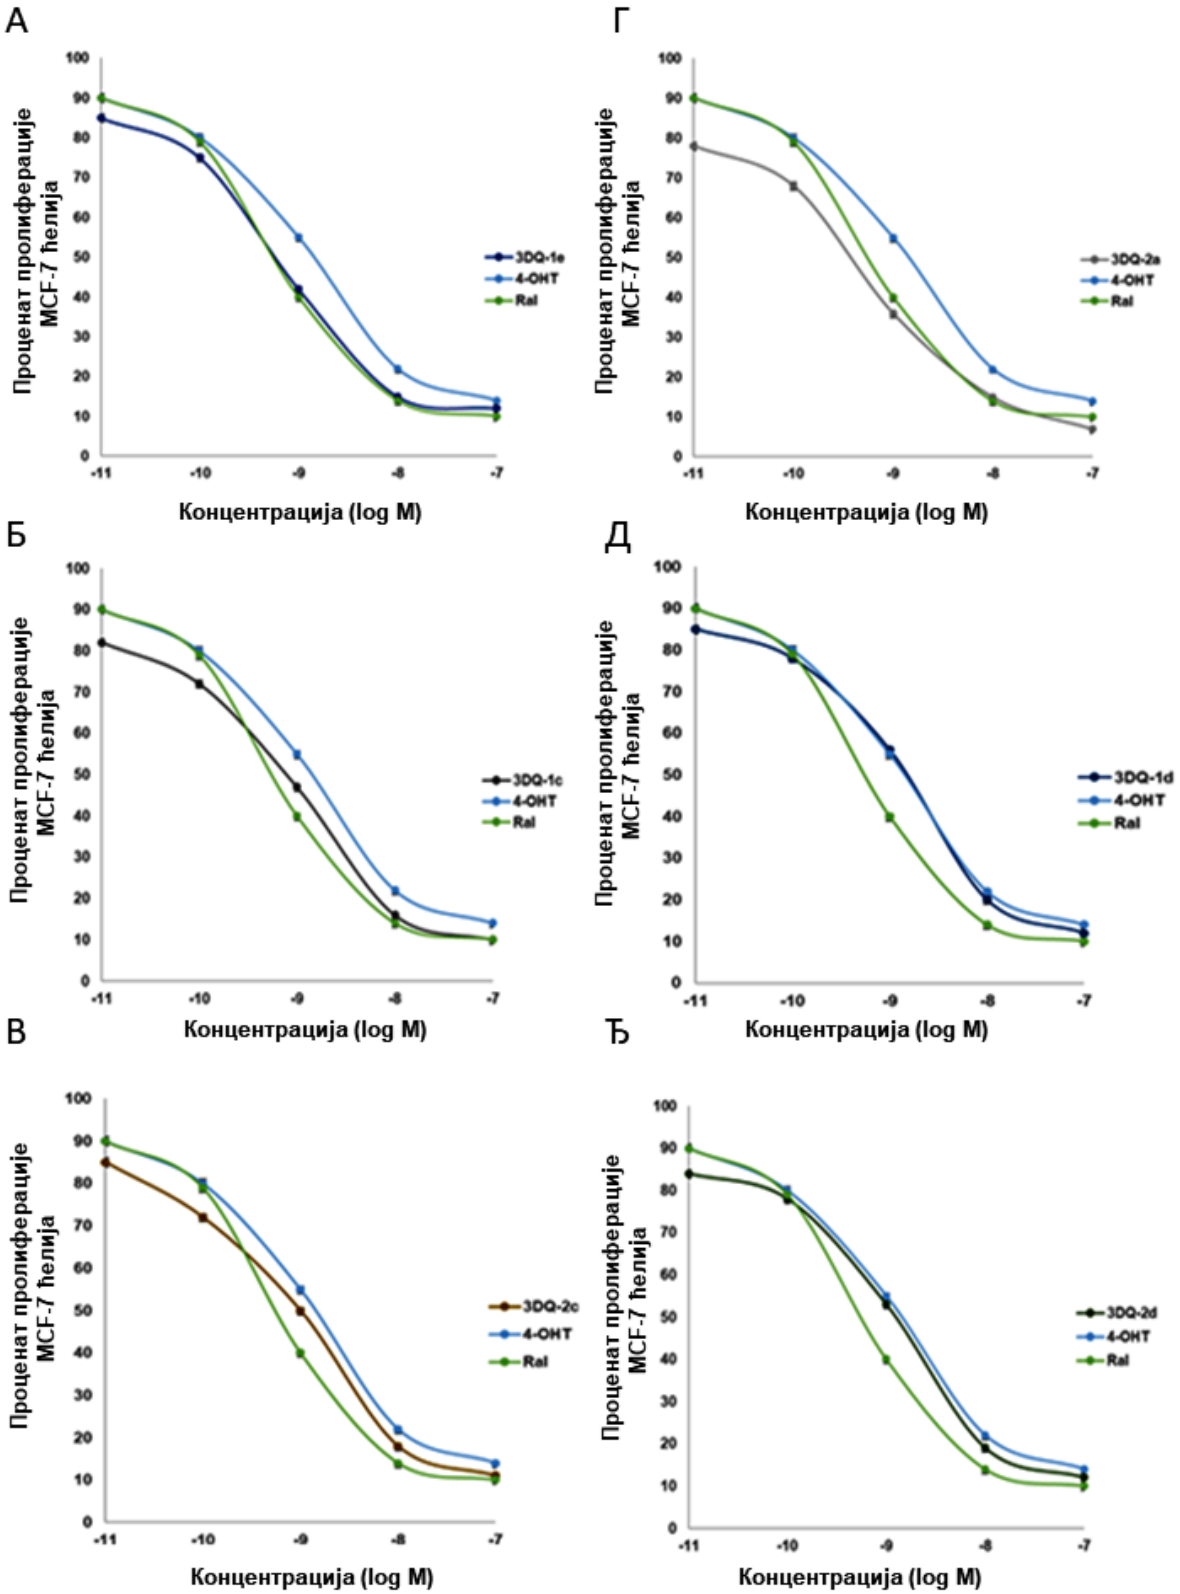 А
100
90
80
70
60
50
40
30
20
10
0
-11 -10 -9 -8 -7
Проценат пролиферације
MCF-7 ћелија
Концентрација (log M)
3DQ-1e
4-OHT
Ral
Г
100
90
80
70
60
50
40
30
20
10
0
-11 -10 -9 -8 -7
Проценат пролиферације
MCF-7 ћелија
Концентрација (log M)
3DQ-2a
4-OHT
Ral
Б
100
90
80
70
60
50
40
30
20
10
0
-11 -10 -9 -8 -7
Проценат пролиферације
MCF-7 ћелија
Концентрација (log M)
3DQ-1c
4-OHT
Ral
Д
100
90
80
70
60
50
40
30
20
10
0
-11 -10 -9 -8 -7
Проценат пролиферације
MCF-7 ћелија
Концентрација (log M)
3DQ-1d
4-OHT
Ral
В
100
90
80
70
60
50
40
30
20
10
0
-11 -10 -9 -8 -7
Проценат пролиферације
MCF-7 ћелија
Концентрација (log M)
3DQ-2c
4-OHT
Ral
Ђ
100
90
80
70
60
50
40
30
20
10
0
-11 -10 -9 -8 -7
Проценат пролиферације
MCF-7 ћелија
Концентрација (log M)
3DQ-2d
4-OHT
Ral